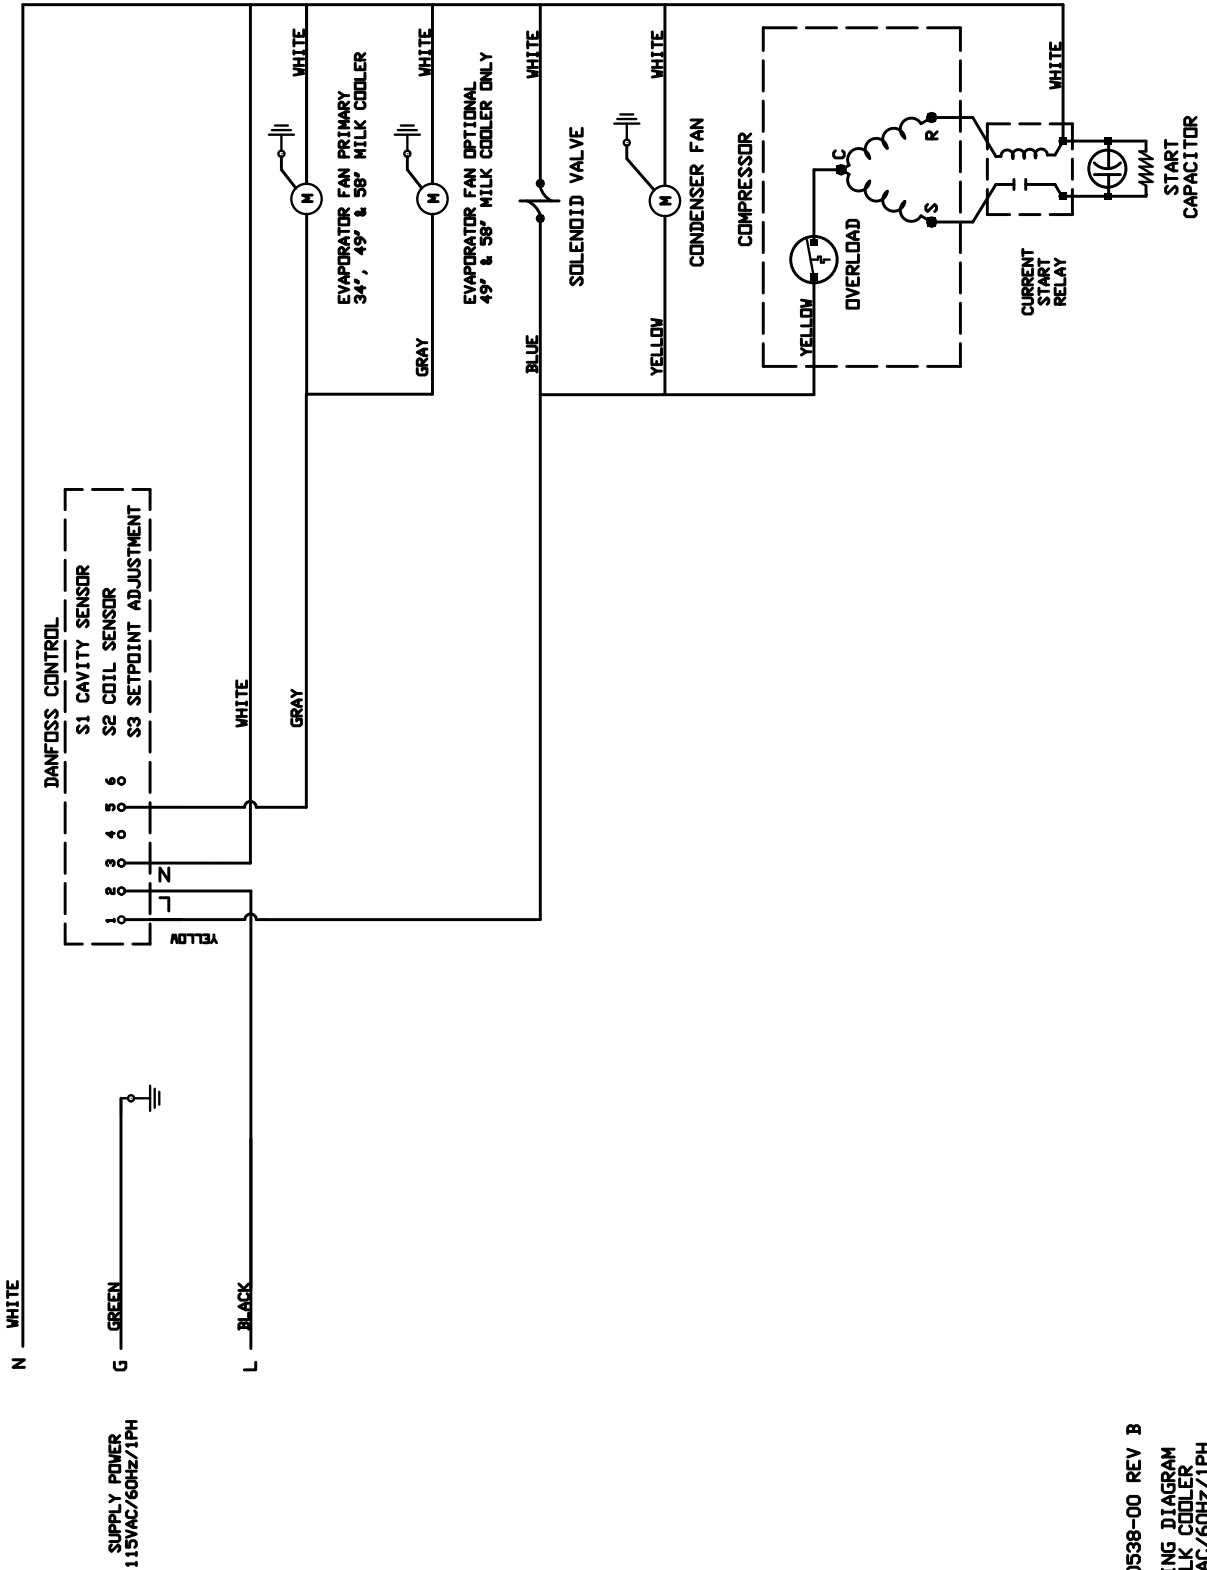 N WHITE
G GREEN
L BLACK
SUPPLY POWER
115VAC/60Hz/1PH
DANFOSS CONTROL
S1 CAVITY SENSOR
S2 COIL SENSOR
S3 SETPOINT ADJUSTMENT
1
2
3
4
5
6
L
N
YELLOW
WHITE
GRAY
WHITE
M
EVAPORATOR FAN PRIMARY
34", 49" & 58" MILK COOLER
WHITE
M
GRAY
EVAPORATOR FAN OPTIONAL
49" & 58" MILK COOLER ONLY
WHITE
BLUE
SOLENOID VALVE
WHITE
M
YELLOW
CONDENSER FAN
COMPRESSOR
YELLOW
OVERLOAD
C
S
R
WHITE
CURRENT
START
RELAY
START
CAPACITOR
0538-00 REV B
ING DIAGRAM
LK COOLER
AC/60Hz/1PH